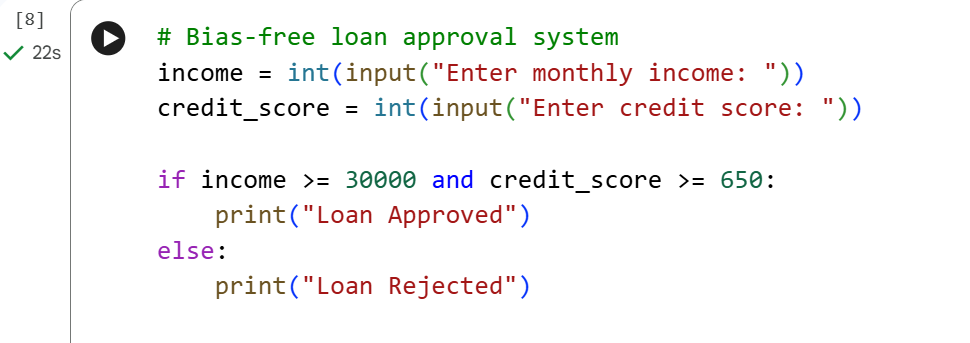 [8]
22s
# Bias-free loan approval system
income = int(input("Enter monthly income: "))
credit_score = int(input("Enter credit score: "))
if income >= 30000 and credit_score >= 650:
    print("Loan Approved")
else:
    print("Loan Rejected")